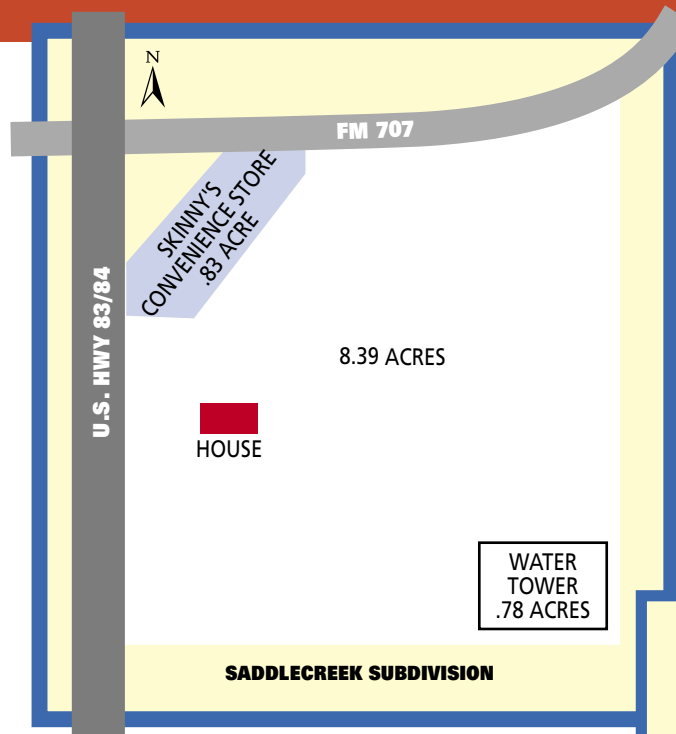 N
FM 707
SKINNY'S
CONVENIENCE STORE
.83 ACRE
U.S. HWY 83/84
8.39 ACRES
HOUSE
WATER
TOWER
.78 ACRES
SADDLECREEK SUBDIVISION